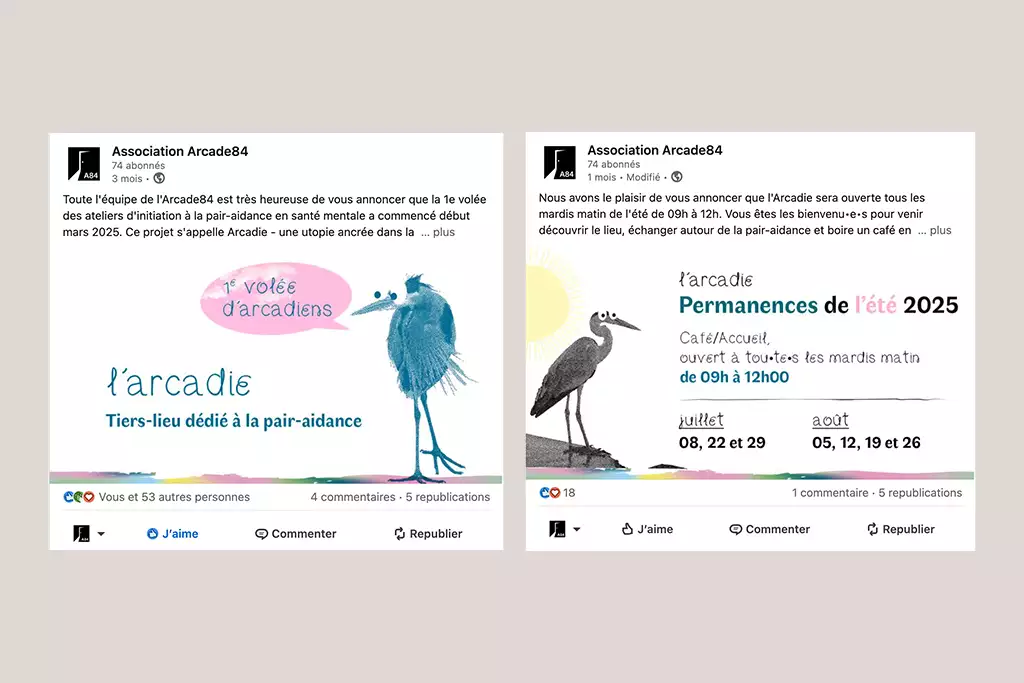 A84
Association Arcade84
74 abonnés
3 mois •
Toute l'équipe de l'Arcade84 est très heureuse de vous annoncer que la 1e volée
des ateliers d'initiation à la pair-aidance en santé mentale a commencé début
mars 2025. Ce projet s'appelle Arcadie - une utopie ancrée dans la ... plus
1e volée
d'arcadiens
l'arcadie
Tiers-lieu dédié à la pair-aidance
Vous et 53 autres personnes
4 commentaires · 5 republications
J'aime
Commenter
Republier
A84
Association Arcade84
74 abonnés
1 mois • Modifié •
Nous avons le plaisir de vous annoncer que l'Arcadie sera ouverte tous les
mardis matin de l'été de 09h à 12h. Vous êtes les bienvenu•e•s pour venir
découvrir le lieu, échanger autour de la pair-aidance et boire un café en ... plus
l'arcadie
Permanences de l'été 2025
Café/Accueil,
ouvert à tou•te•s les mardis matin
de 09h à 12h00
juillet août
08, 22 et 29 05, 12, 19 et 26
18
1 commentaire · 5 republications
J'aime
Commenter
Republier